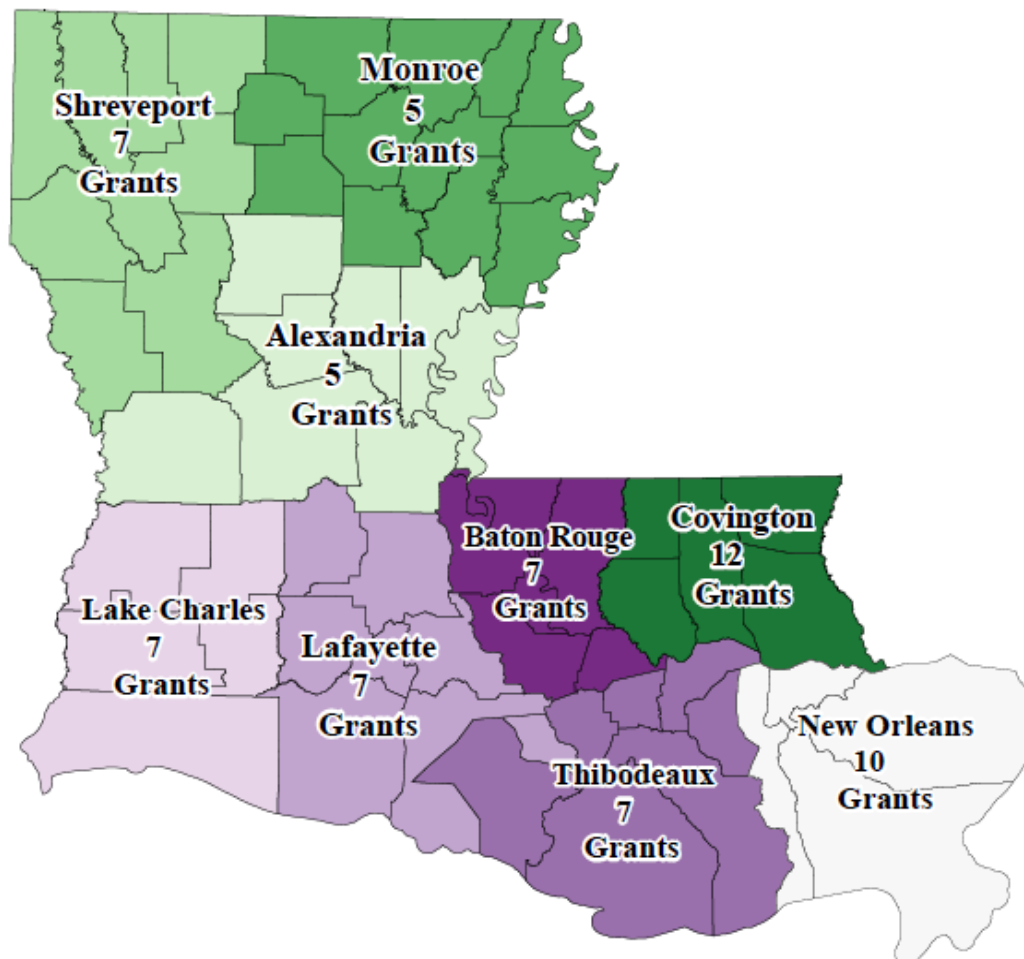 Monroe
5
Grants
Shreveport
7
Grants
Alexandria
5
Grants
Baton Rouge
7
Grants
Covington
12
Grants
Lake Charles
7
Grants
Lafayette
7
Grants
New Orleans
10
Grants
Thibodeaux
7
Grants